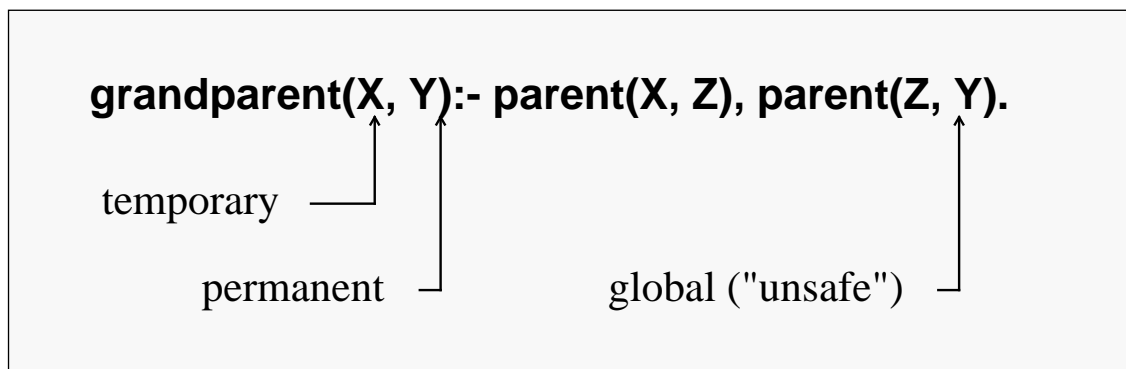 grandparent(X, Y):- parent(X, Z), parent(Z, Y).
temporary
permanent
global ("unsafe")